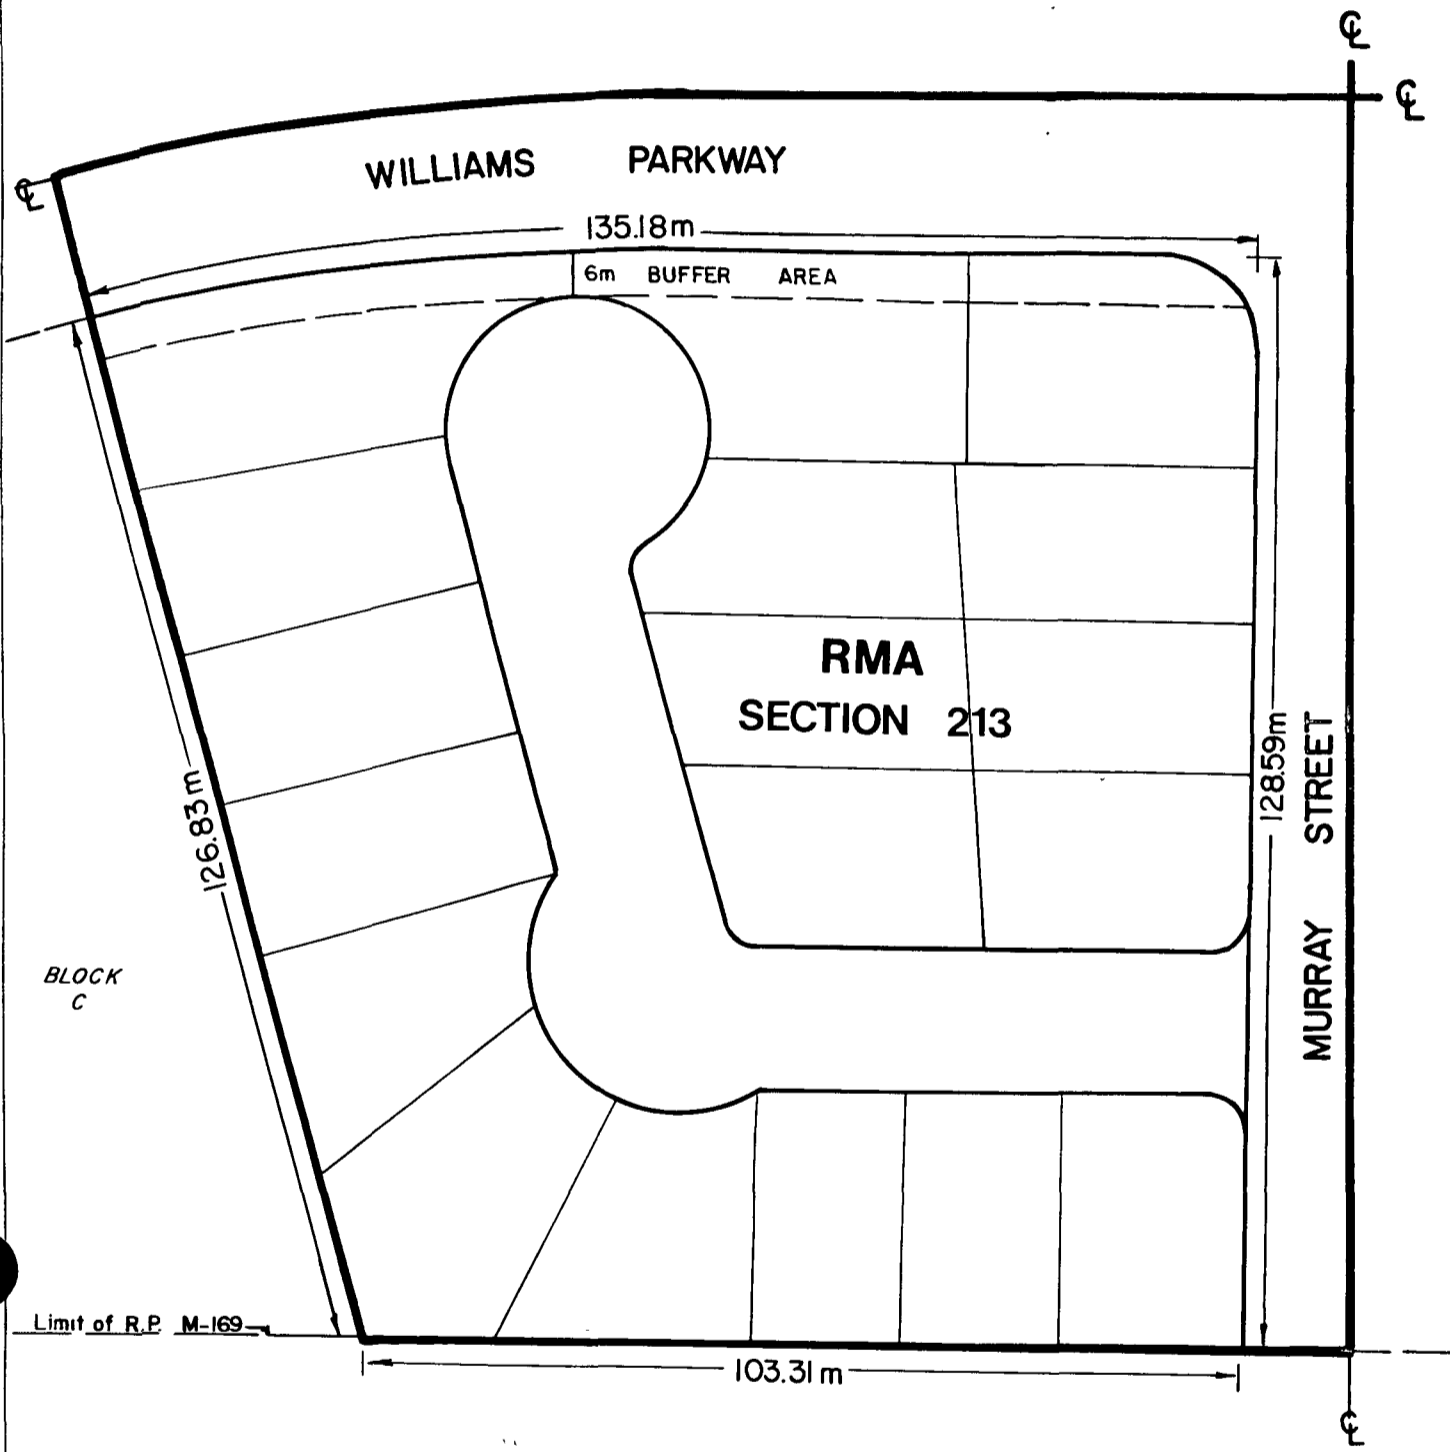 ℄
℄
℄
WILLIAMS PARKWAY
135.18m
6m BUFFER AREA
RMA
SECTION 213
128.59m
MURRAY STREET
126.83m
BLOCK
C
Limit of R.P. M-169
103.31m
℄